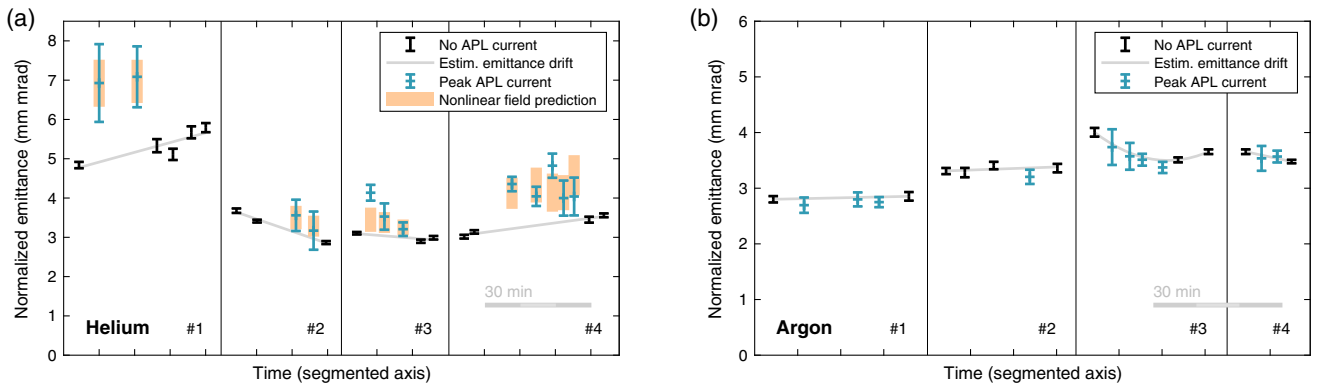 (a)
Normalized emittance (mm mrad)
8
7
6
5
4
3
2
1
0
No APL current
Estim. emittance drift
Peak APL current
Nonlinear field prediction
30 min
Helium #1 #2 #3 #4
Time (segmented axis)
(b)
Normalized emittance (mm mrad)
6
5
4
3
2
1
0
No APL current
Estim. emittance drift
Peak APL current
30 min
Argon #1 #2 #3 #4
Time (segmented axis)